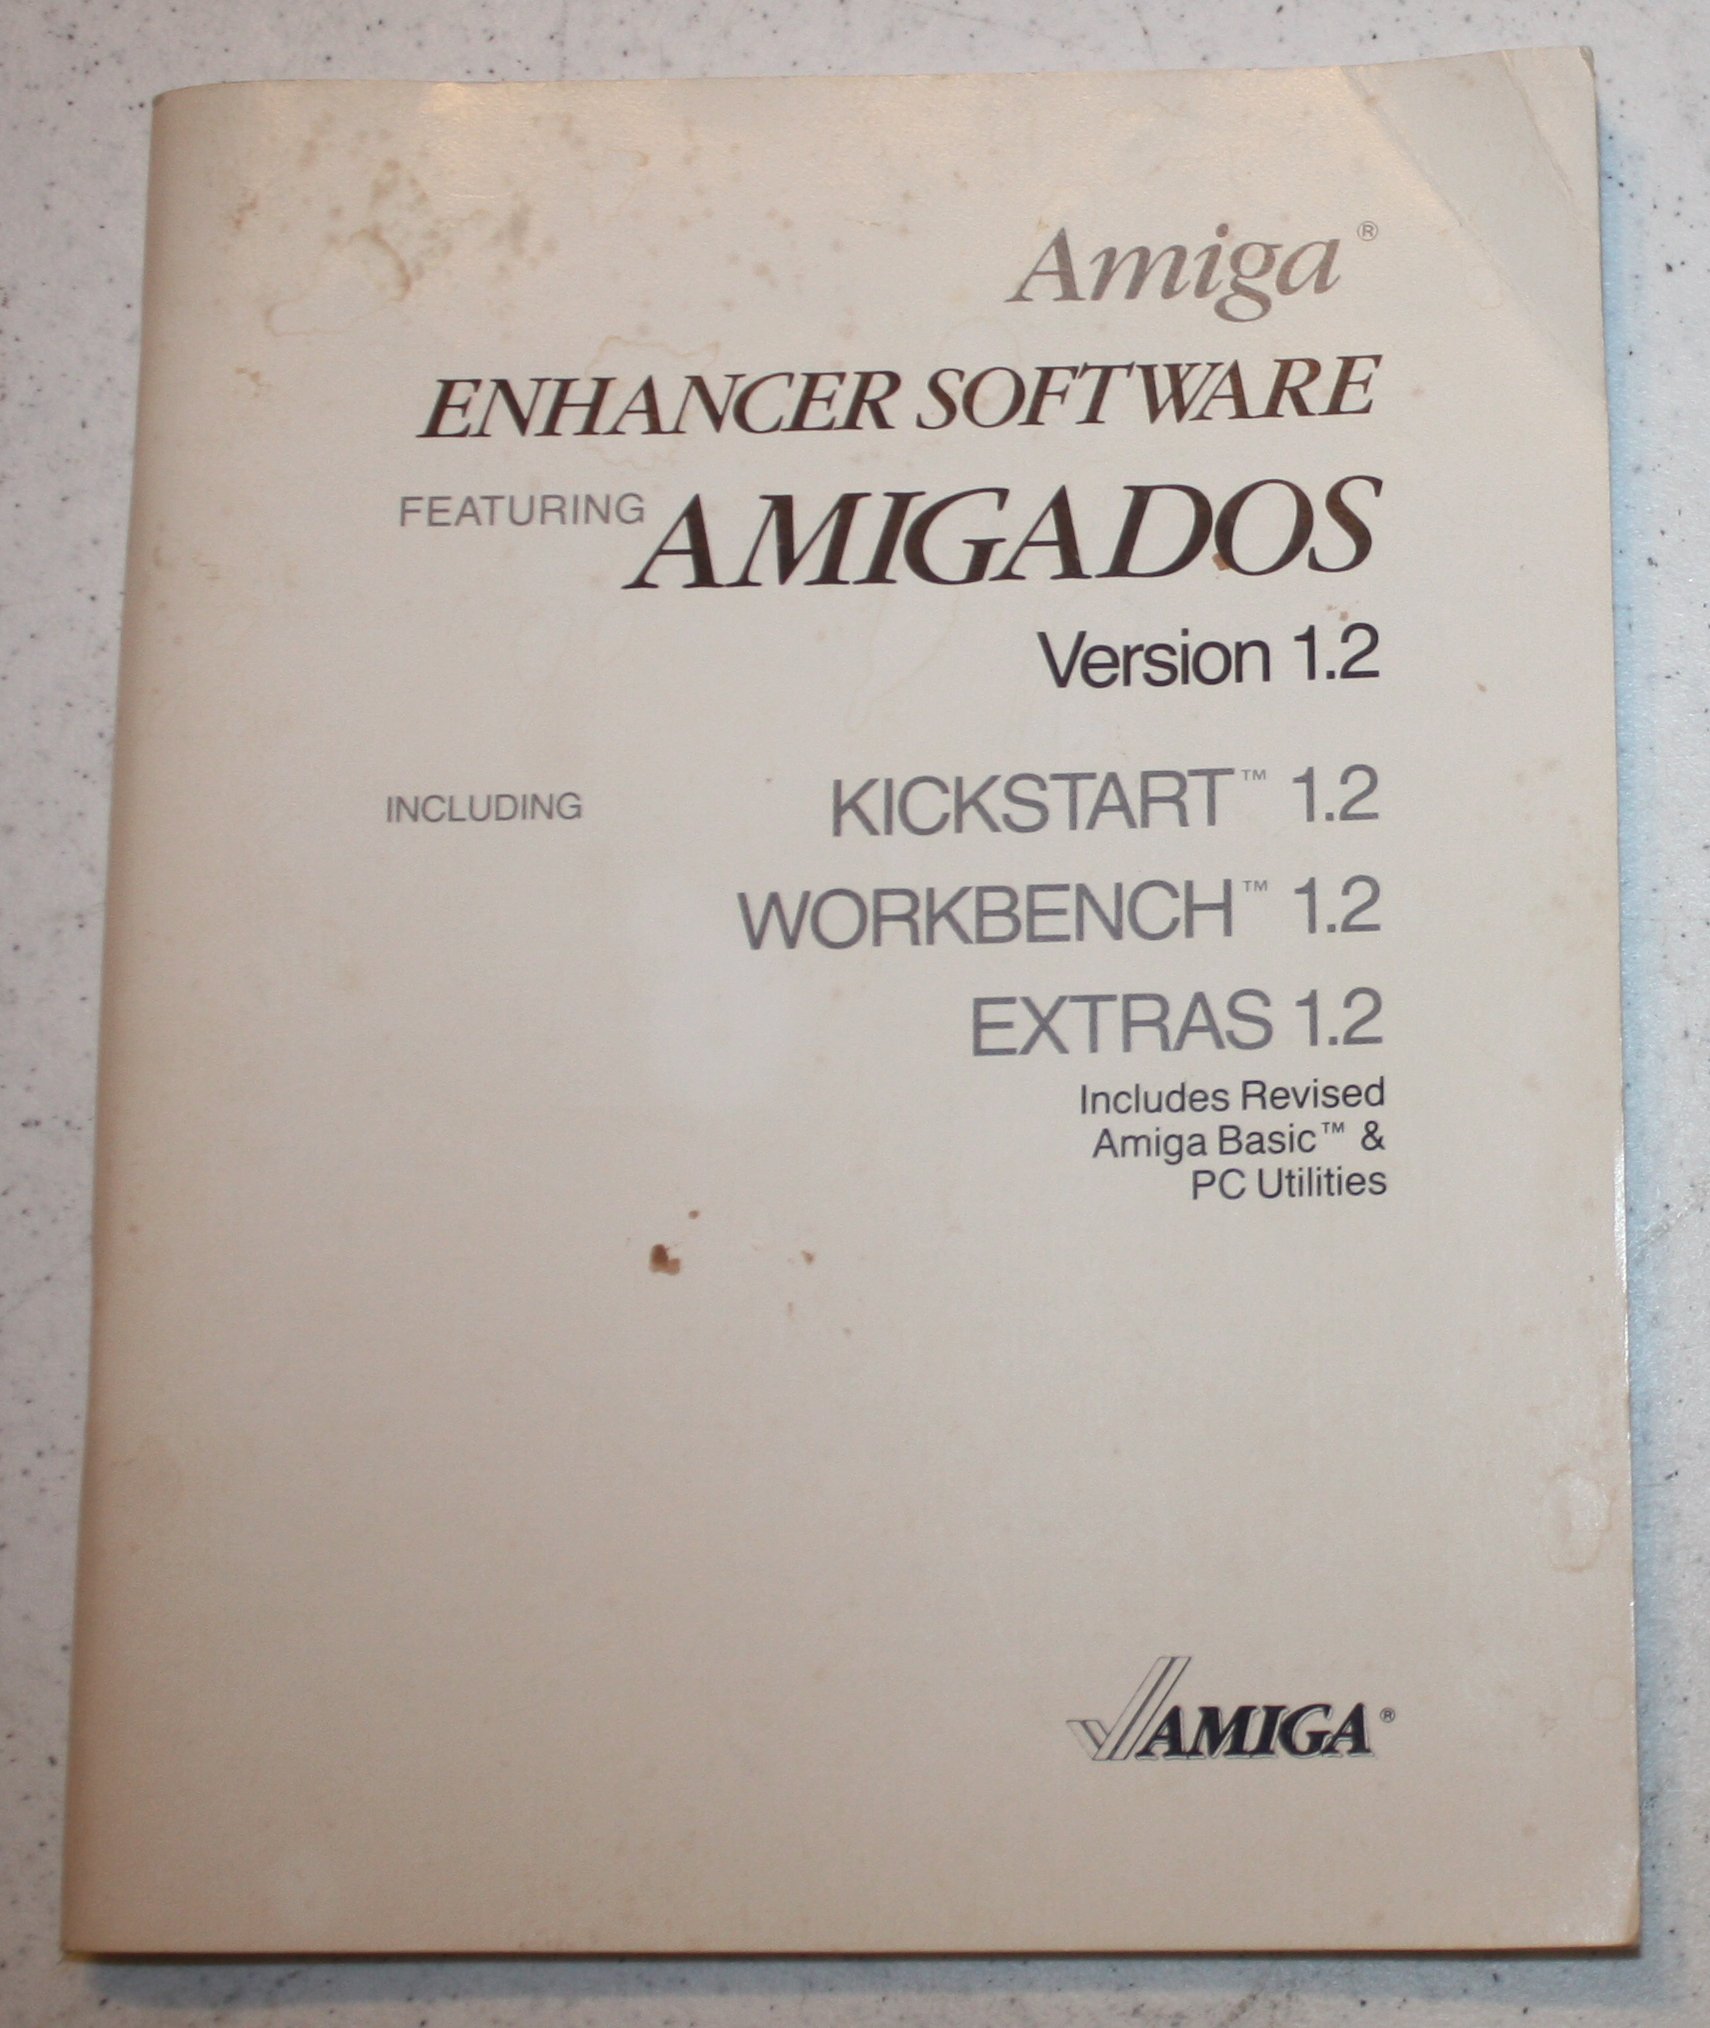 Amiga®
ENHANCER SOFTWARE
FEATURING AMIGADOS
Version 1.2
INCLUDING KICKSTART™ 1.2
WORKBENCH™ 1.2
EXTRAS 1.2
Includes Revised
Amiga Basic™ &
PC Utilities
AMIGA®